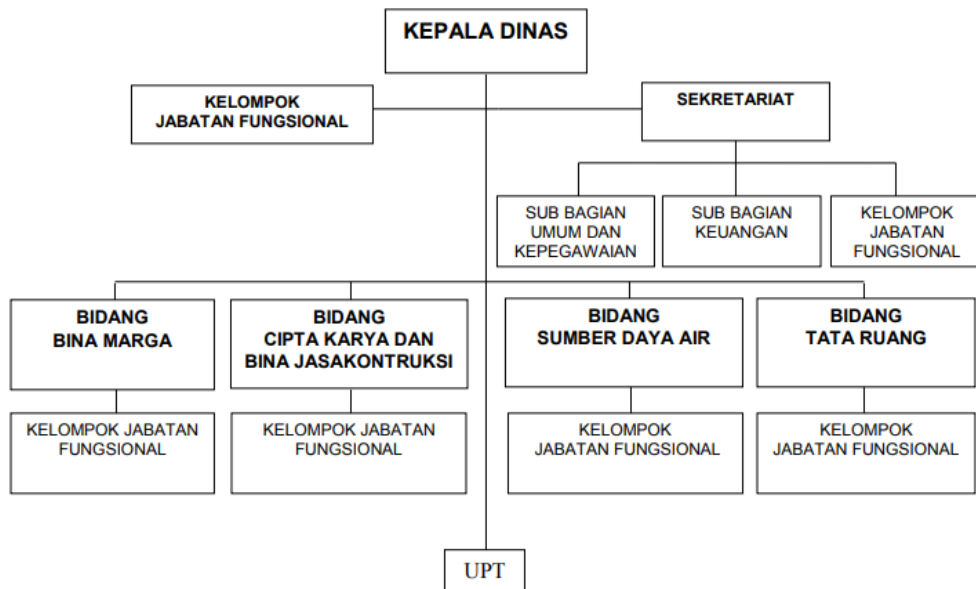 KEPALA DINAS
KELOMPOK
JABATAN FUNGSIONAL
SEKRETARIAT
SUB BAGIAN
UMUM DAN
KEPEGAWAIAN
SUB BAGIAN
KEUANGAN
KELOMPOK
JABATAN
FUNGSIONAL
BIDANG
BINA MARGA
BIDANG
CIPTA KARYA DAN
BINA JASAKONTRUKSI
BIDANG
SUMBER DAYA AIR
BIDANG
TATA RUANG
KELOMPOK JABATAN
FUNGSIONAL
KELOMPOK JABATAN
FUNGSIONAL
KELOMPOK
JABATAN FUNGSIONAL
KELOMPOK
JABATAN FUNGSIONAL
UPT